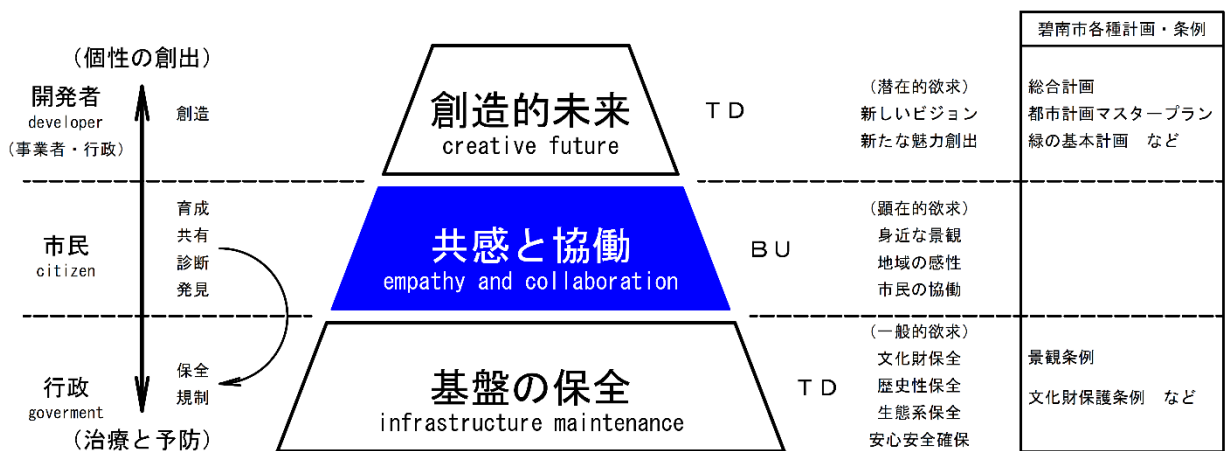 碧南市各種計画・条例
(個性の創出)
開発者
developer
(事業者・行政)
創造
創造的未来
creative future
TD
(潜在的欲求)
新しいビジョン
新たな魅力創出
総合計画
都市計画マスタープラン
緑の基本計画 など
市民
citizen
育成
共有
診断
発見
共感と協働
empathy and collaboration
BU
(顕在的欲求)
身近な景観
地域の感性
市民の協働
行政
goverment
(治療と予防)
保全
規制
基盤の保全
infrastructure maintenance
TD
(一般的欲求)
文化財保全
歴史性保全
生態系保全
安心安全確保
景観条例
文化財保護条例 など